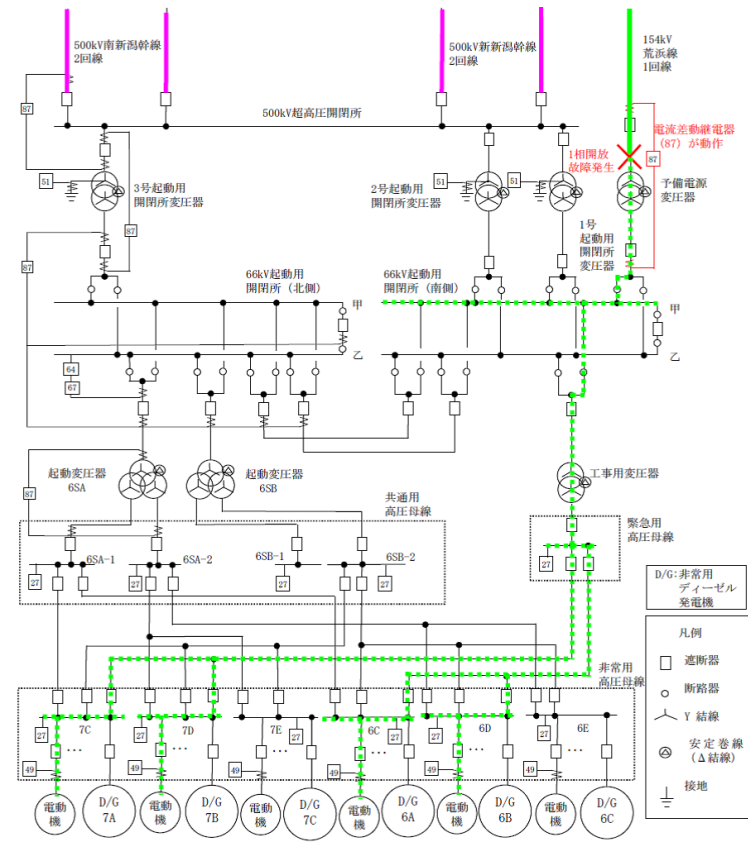 500kV南新潟幹線
2回線
500kV新新潟幹線
2回線
154kV
荒浜線
1回線
87
500kV超高圧開閉所
電流差動継電器
(87) が動作
1相開放
故障発生
87
51
3号起動用
開閉所変圧器
51
2号起動用
開閉所変圧器
51
予備電源
変圧器
87
1号
起動用
開閉所
変圧器
87
66kV起動用
開閉所 (北側)
66kV起動用
開閉所 (南側)
甲
甲
乙
乙
64
67
起動変圧器
6SA
起動変圧器
6SB
工事用変圧器
87
共通用
高圧母線
緊急用
高圧母線
6SA-1
6SA-2
6SB-1
6SB-2
27
27
27
27
27
D/G:非常用
ディーゼル
発電機
凡例
遮断器
断路器
Y 結線
安定巻線
(Δ結線)
接地
非常用
高圧母線
7C
7D
7E
6C
6D
6E
27
27
27
27
27
27
…
…
…
…
…
…
49
49
49
49
49
49
電動
機
D/G
7A
電動
機
D/G
7B
電動
機
D/G
7C
電動
機
D/G
6A
電動
機
D/G
6B
電動
機
D/G
6C